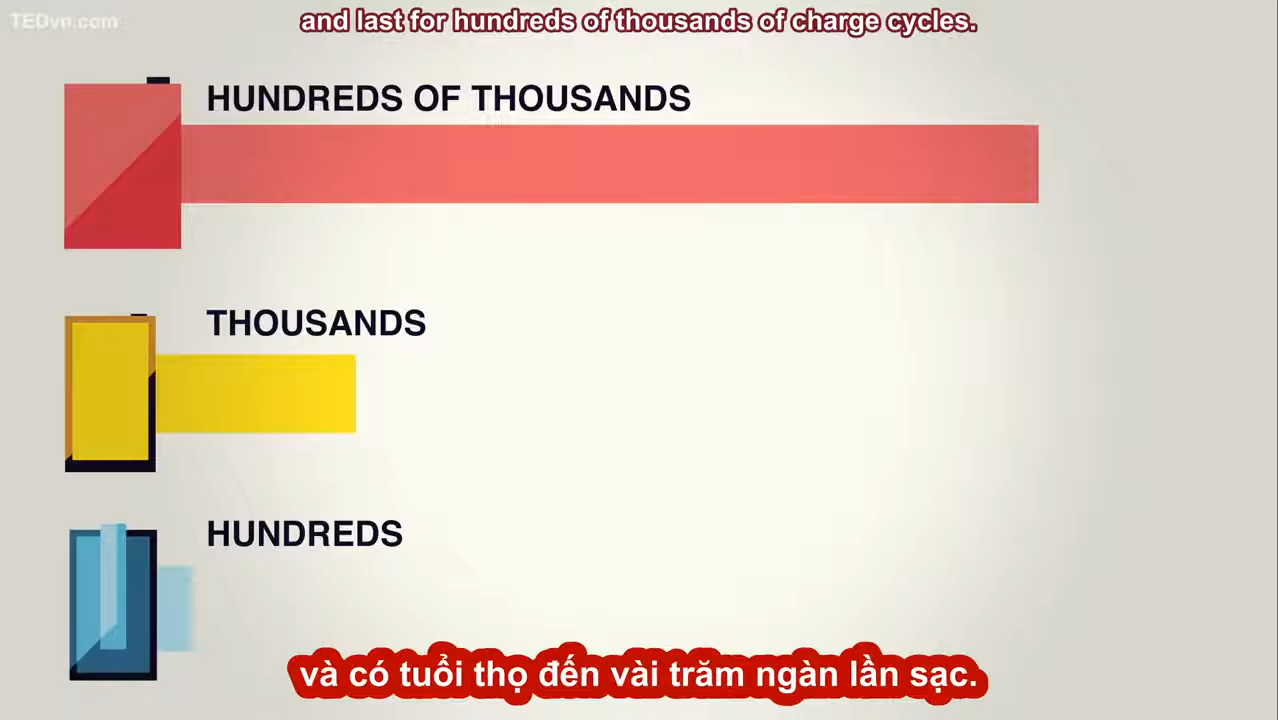 TEDvn.com
and last for hundreds of thousands of charge cycles.
HUNDREDS OF THOUSANDS
THOUSANDS
HUNDREDS
và có tuổi thọ đến vài trăm ngàn lần sạc.